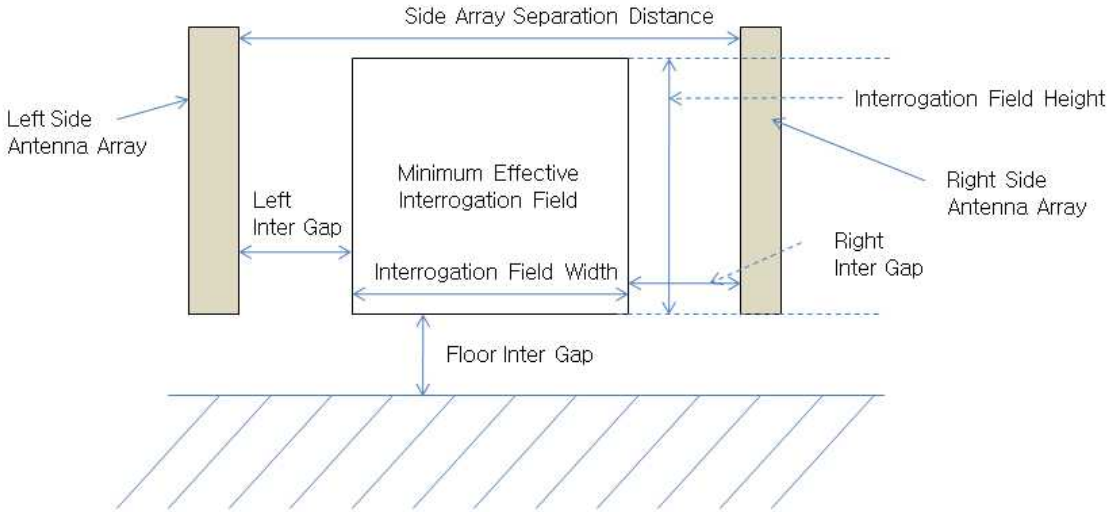 Side Array Separation Distance
Interrogation Field Height
Left Side
Antenna Array
Minimum Effective
Interrogation Field
Right Side
Antenna Array
Left
Inter Gap
Right
Inter Gap
Interrogation Field Width
Floor Inter Gap